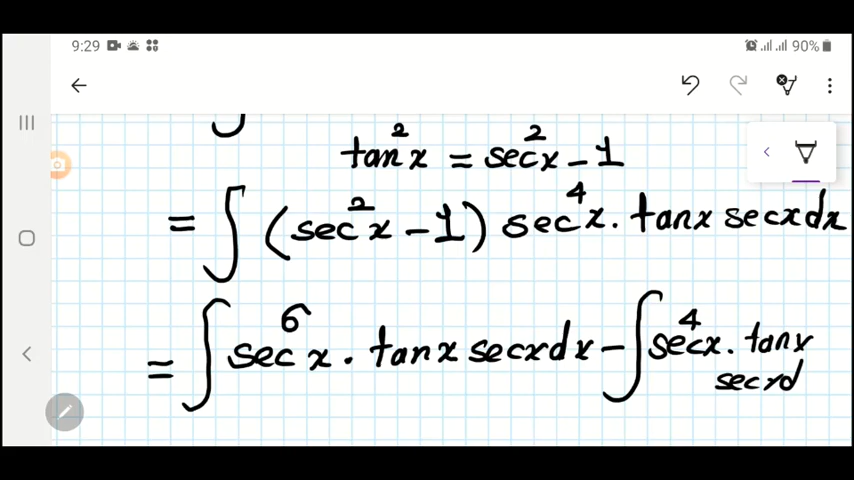 9:29 90%
tan²x = sec²x - 1
= ∫ (sec²x - 1) sec⁴x . tanx secx dx
= ∫ sec⁶x . tanx secx dx - ∫ sec⁴x . tanx
secxd